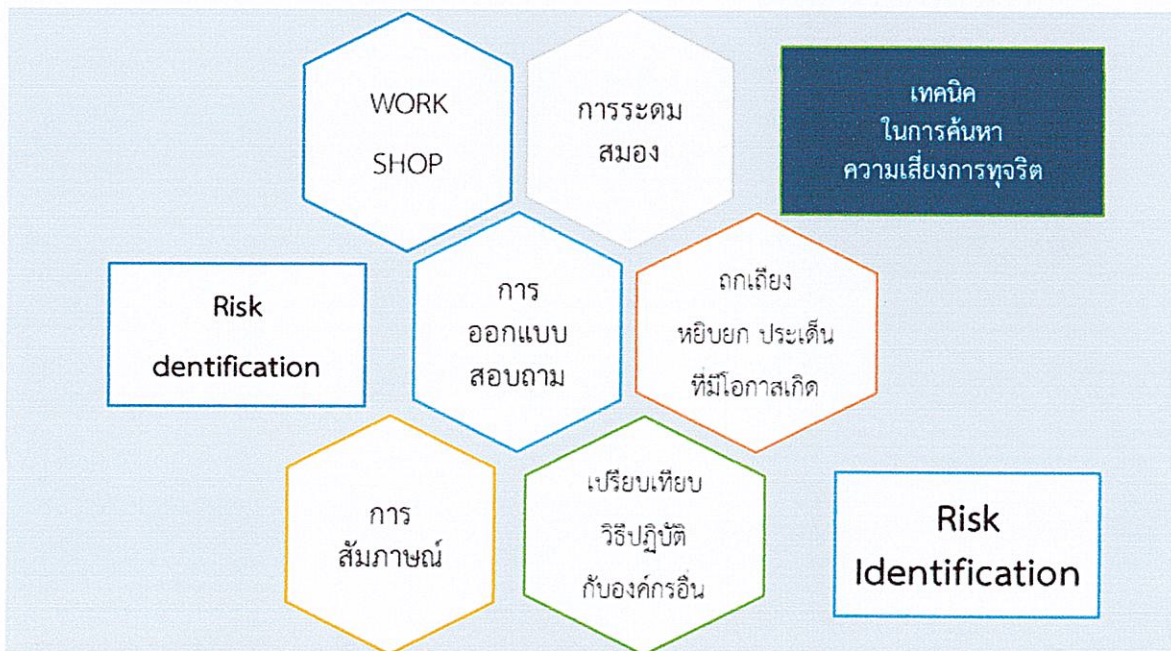 WORK
SHOP
การระดม
สมอง
เทคนิค
ในการค้นหา
ความเสี่ยงการทุจริต
Risk
dentification
การ
ออกแบบ
สอบถาม
ถกเถียง
หยิบยก ประเด็น
ที่มีโอกาสเกิด
การ
สัมภาษณ์
เปรียบเทียบ
วิธีปฏิบัติ
กับองค์กรอื่น
Risk
Identification